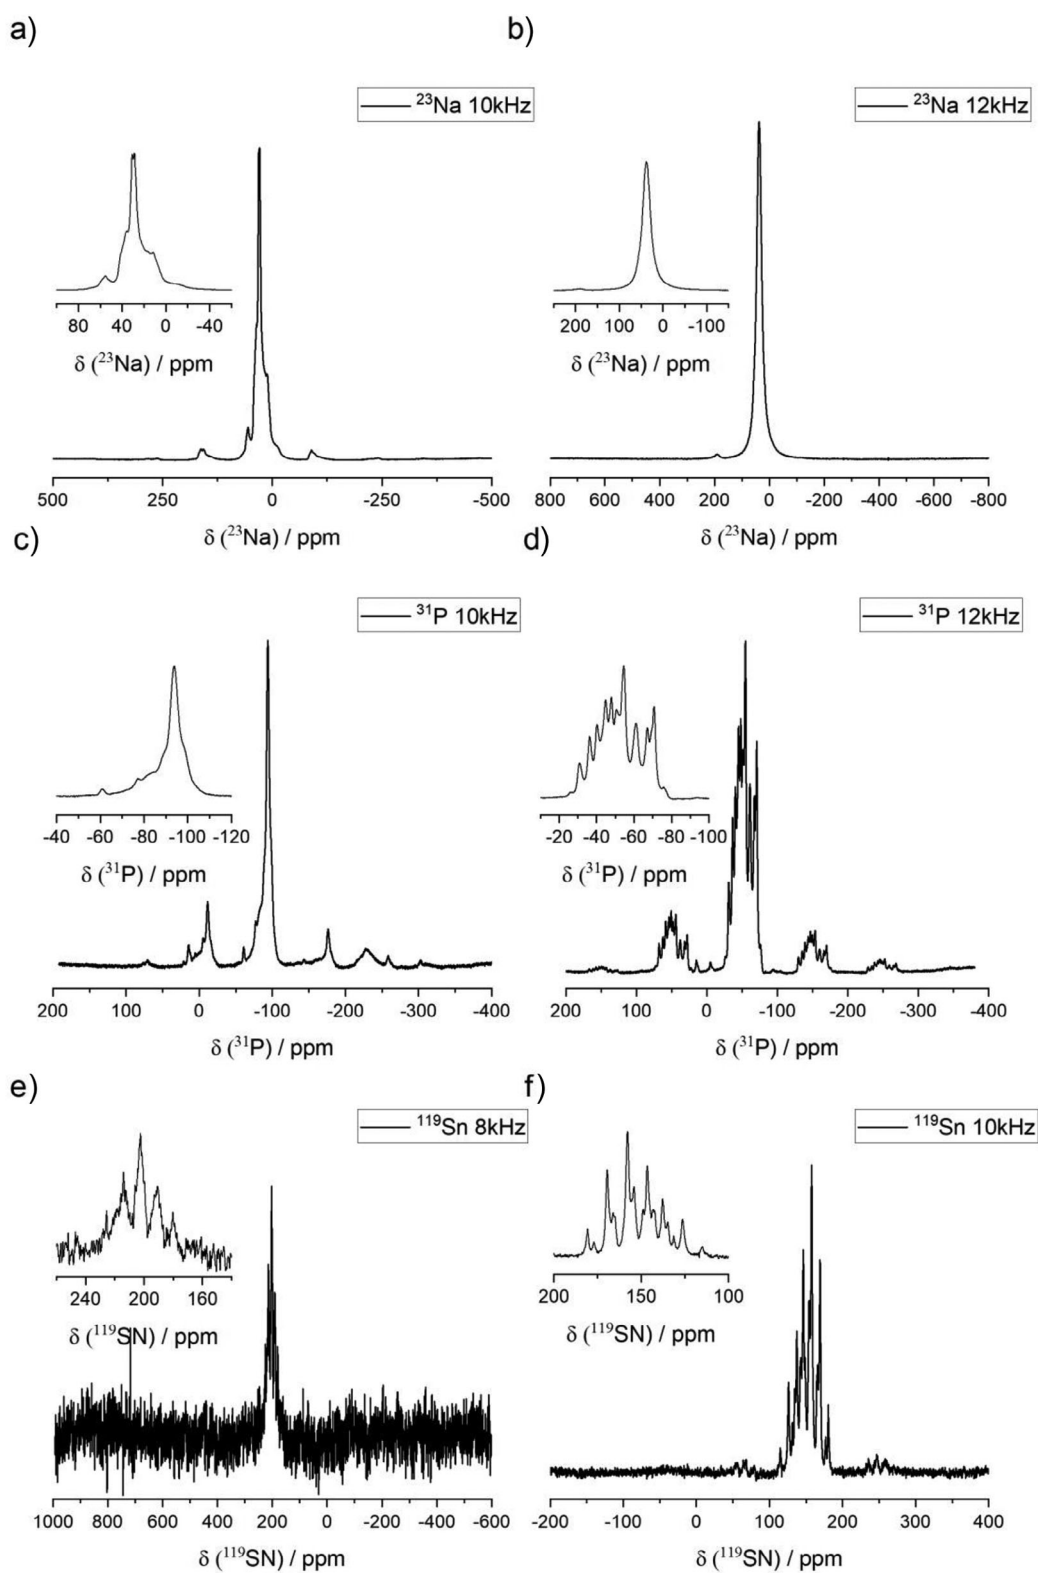 a)
²³Na 10kHz
80 40 0 -40
δ (²³Na) / ppm
500 250 0 -250 -500
δ (²³Na) / ppm
b)
²³Na 12kHz
200 100 0 -100
δ (²³Na) / ppm
800 600 400 200 0 -200 -400 -600 -800
δ (²³Na) / ppm
c)
³¹P 10kHz
-40 -60 -80 -100 -120
δ (³¹P) / ppm
200 100 0 -100 -200 -300 -400
δ (³¹P) / ppm
d)
³¹P 12kHz
-20 -40 -60 -80 -100
δ (³¹P) / ppm
200 100 0 -100 -200 -300 -400
δ (³¹P) / ppm
e)
¹¹⁹Sn 8kHz
240 200 160
δ (¹¹⁹SN) / ppm
1000 800 600 400 200 0 -200 -400 -600
δ (¹¹⁹SN) / ppm
f)
¹¹⁹Sn 10kHz
200 150 100
δ (¹¹⁹SN) / ppm
-200 -100 0 100 200 300 400
δ (¹¹⁹SN) / ppm